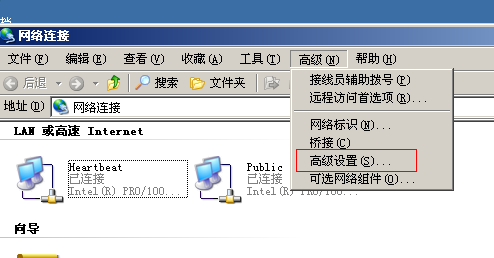 网络连接
文件(F) 编辑(E) 查看(V) 收藏(A) 工具(T) 高级(N) 帮助(H)
后退 搜索 文件夹
接线员辅助拨号(P)
远程访问首选项(R)...
地址(D) 网络连接
网络标识(N)...
LAN 或高速 Internet
桥接(C)
高级设置(S)...
可选网络组件(O)...
Heartbeat
已连接
Intel(R) PRO/100...
Public
已连接
Intel(R) PRO/100...
向导